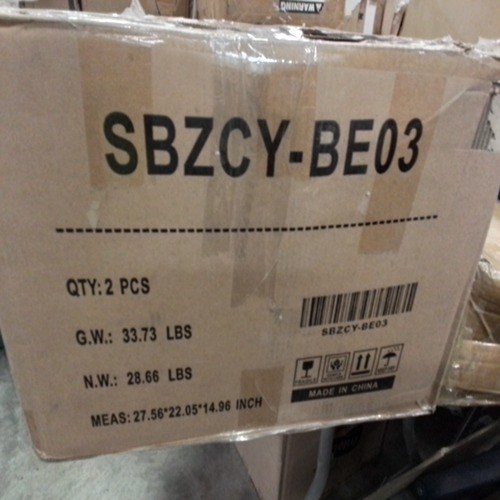 WARNING
SBZCY-BE03
QTY: 2 PCS
G.W.: 33.73 LBS
SBZCY-BE03
N.W.: 28.66 LBS
MADE IN CHINA
MEAS: 27.56*22.05*14.96 INCH